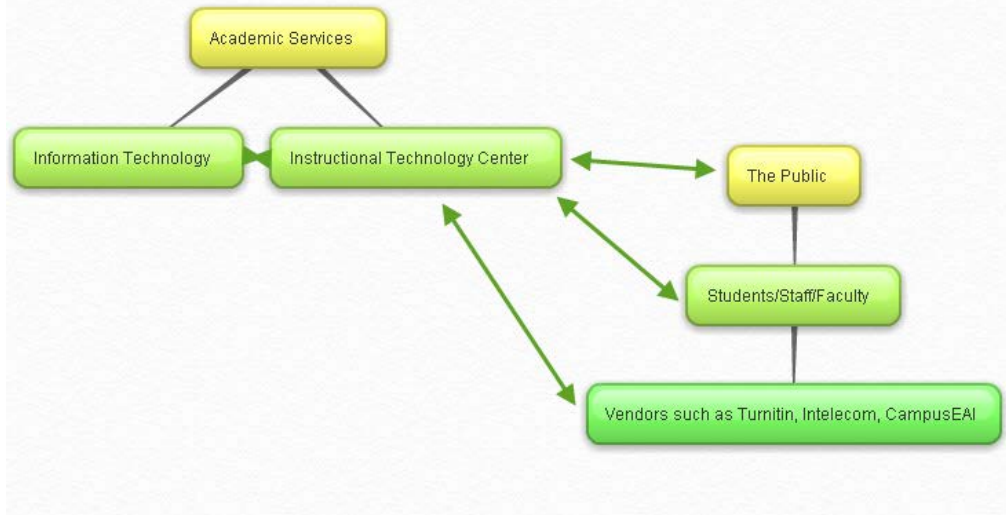 Academic Services
Information Technology
Instructional Technology Center
The Public
Students/Staff/Faculty
Vendors such as Turnitin, Intelecom, CampusEAI